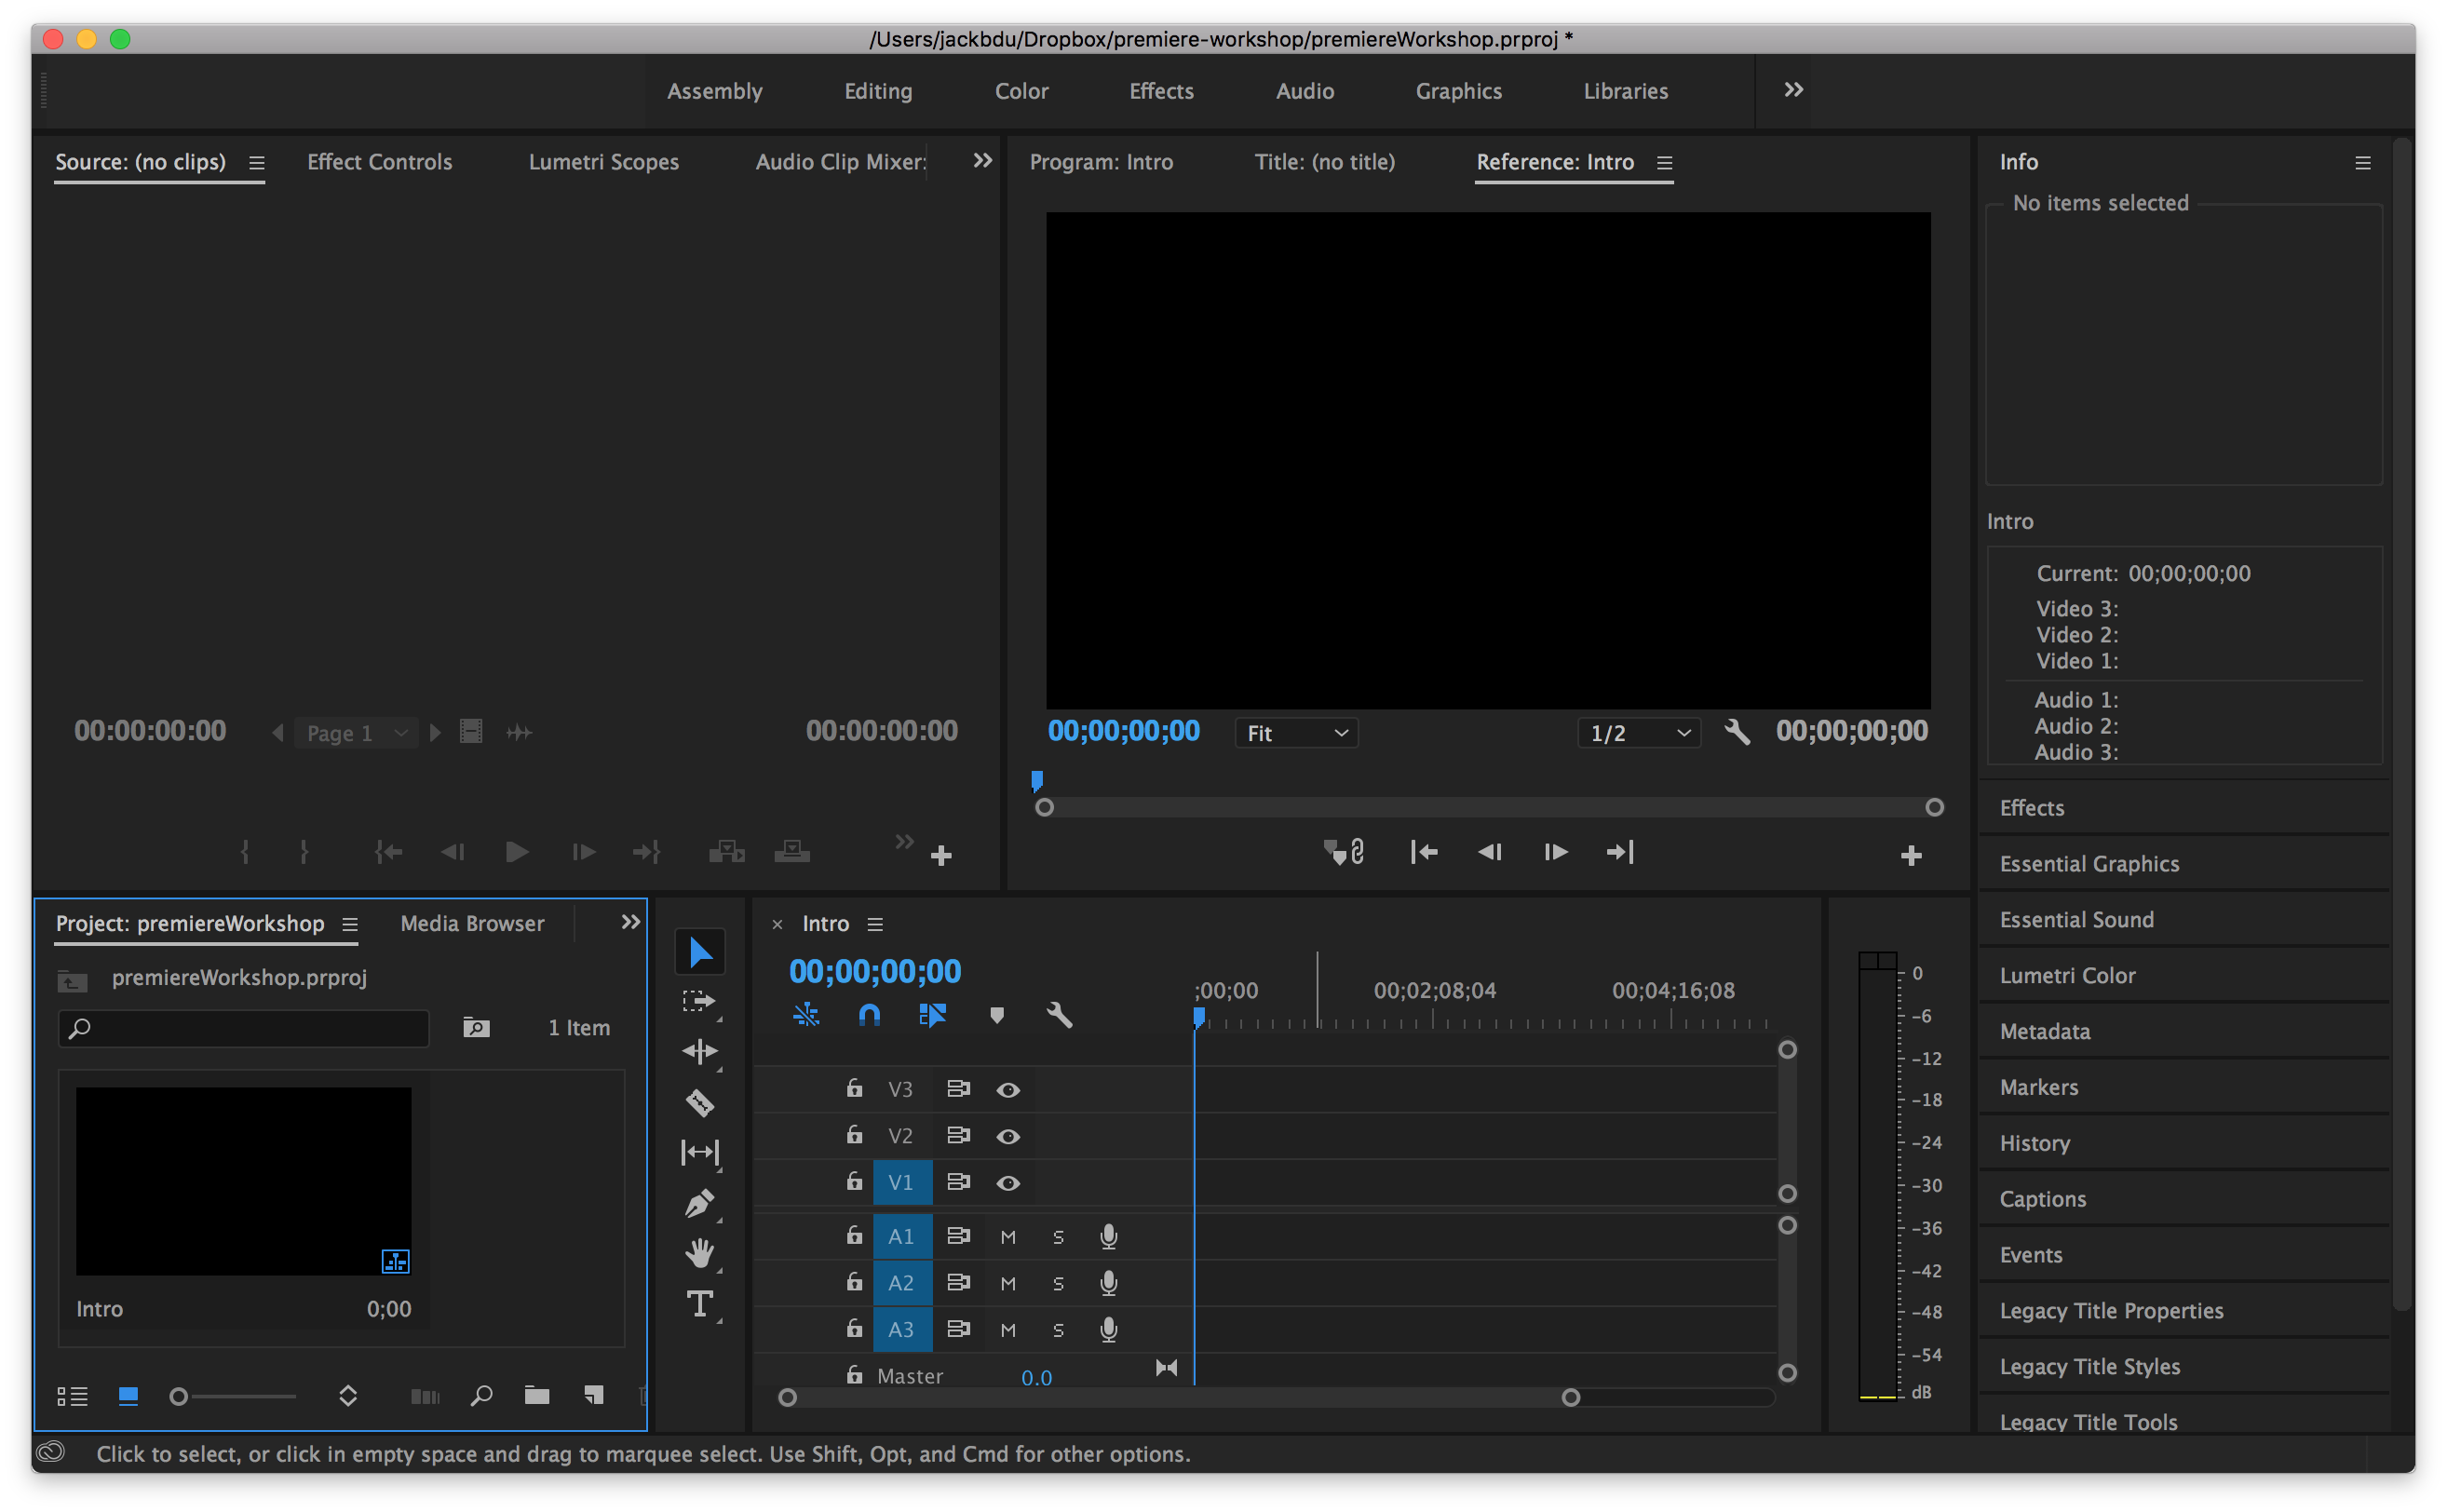 /Users/jackbdu/Dropbox/premiere-workshop/premiereWorkshop.prproj *
Assembly Editing Color Effects Audio Graphics Libraries
Source: (no clips) Effect Controls Lumetri Scopes Audio Clip Mixer:
00:00:00:00 Page 1 00:00:00:00
Program: Intro Title: (no title) Reference: Intro
00;00;00;00 Fit 1/2 00;00;00;00
Info
No items selected
Intro
Current: 00;00;00;00
Video 3:
Video 2:
Video 1:
Audio 1:
Audio 2:
Audio 3:
Effects
Essential Graphics
Essential Sound
Lumetri Color
Metadata
Markers
History
Captions
Events
Legacy Title Properties
Legacy Title Styles
Legacy Title Tools
Project: premiereWorkshop Media Browser
premiereWorkshop.prproj
1 Item
Intro 0;00
Intro
00;00;00;00
;00;00 00;02;08;04 00;04;16;08
V3
V2
V1
A1 M S
A2 M S
A3 M S
Master 0.0
0
-6
-12
-18
-24
-30
-36
-42
-48
-54
dB
Click to select, or click in empty space and drag to marquee select. Use Shift, Opt, and Cmd for other options.